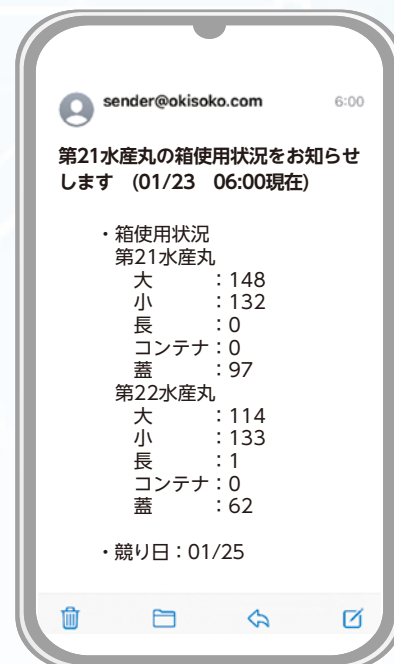 sender@okisoko.com 6:00
第21水産丸の箱使用状況をお知らせ
します (01/23 06:00現在)
・箱使用状況
第21水産丸
大 :148
小 :132
長 :0
コンテナ:0
蓋 :97
第22水産丸
大 :114
小 :133
長 :1
コンテナ:0
蓋 :62
・競り日:01/25